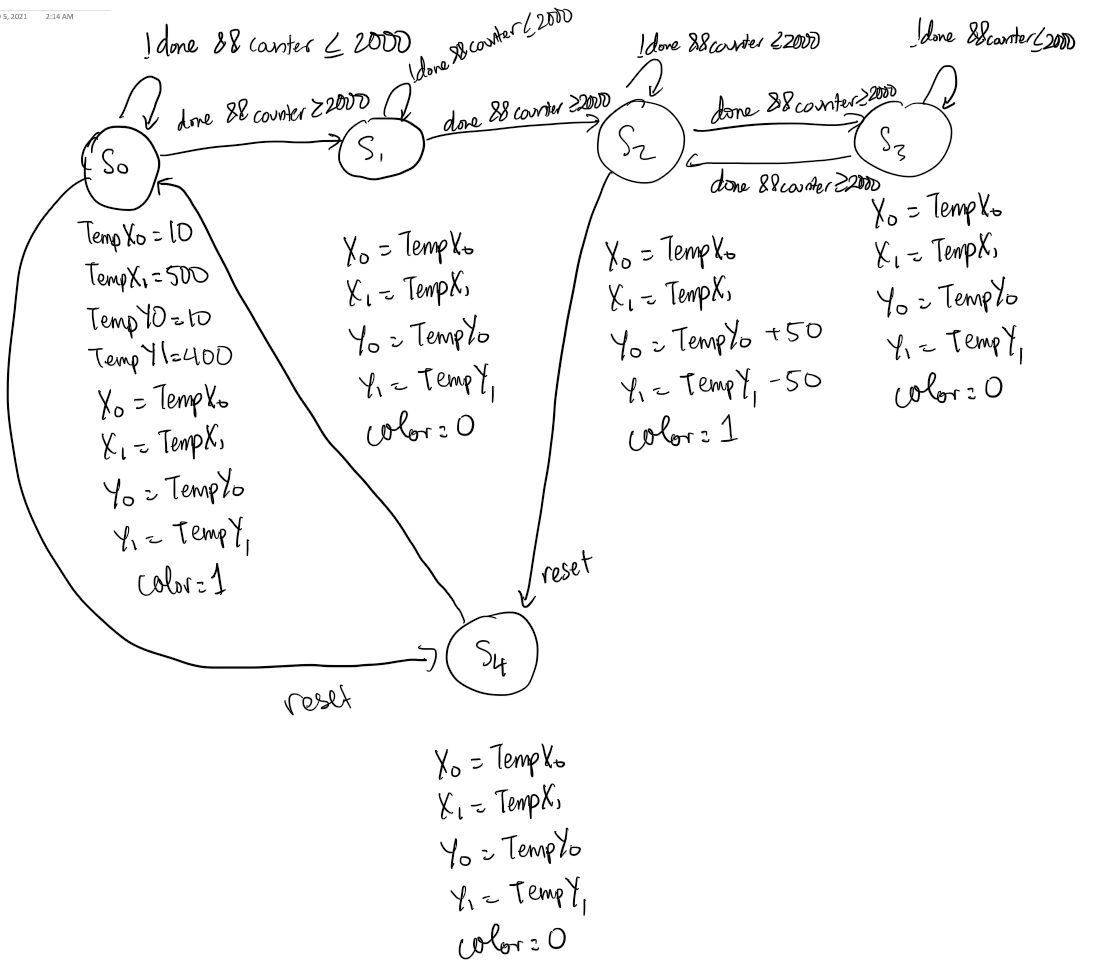 5, 2021 2:14 AM
!done && counter ≤ 2000
!done && counter ≤ 2000
!done && counter ≤2000
!done && counter ≤2000
done && counter ≥2000
done && counter ≥2000
done && counter ≥2000
done && counter ≥2000
S0
S1
S2
S3
TempX0 = 10
TempX1 = 500
TempY0 = 10
TempY1 = 400
X0 = TempX0
X1 = TempX1
Y0 = TempY0
Y1 = TempY1
color = 1
X0 = TempX0
X1 = TempX1
Y0 = TempY0
Y1 = TempY1
color = 0
X0 = TempX0
X1 = TempX1
Y0 = TempY0 +50
Y1 = TempY1 -50
color = 1
X0 = TempX0
X1 = TempX1
Y0 = TempY0
Y1 = TempY1
color = 0
reset
reset
S4
X0 = TempX0
X1 = TempX1
Y0 = TempY0
Y1 = TempY1
color = 0